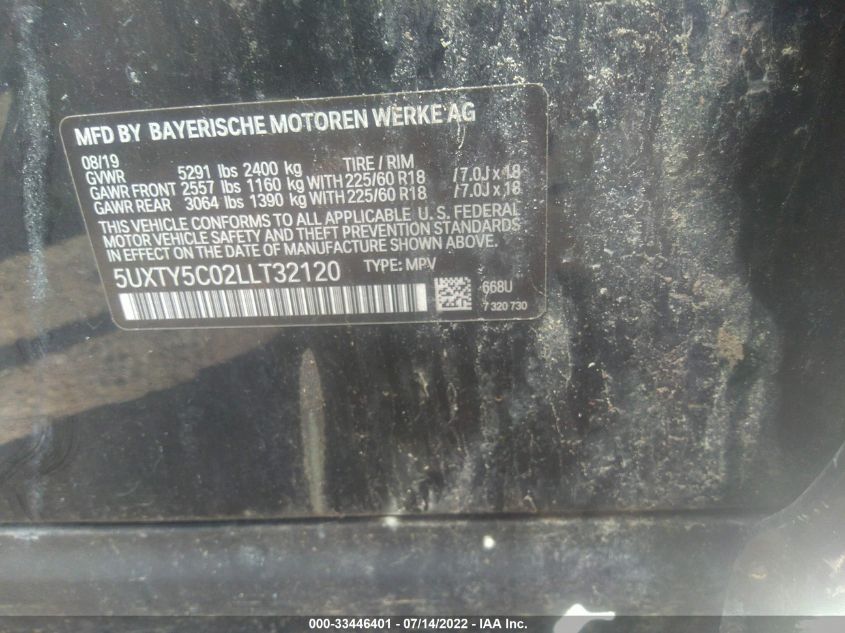 MFD BY BAYERISCHE MOTOREN WERKE AG
08/19 TIRE / RIM
GVWR 5291 lbs 2400 kg
GAWR FRONT 2557 lbs 1160 kg WITH 225/60 R18 / 7.0J x 18
GAWR REAR 3064 lbs 1390 kg WITH 225/60 R18 / 7.0J x 18
THIS VEHICLE CONFORMS TO ALL APPLICABLE U.S. FEDERAL
MOTOR VEHICLE SAFETY AND THEFT PREVENTION STANDARDS
IN EFFECT ON THE DATE OF MANUFACTURE SHOWN ABOVE.
5UXTY5C02LLT32120 TYPE: MPV
668U
7 320 730
000-33446401 - 07/14/2022 - IAA Inc.